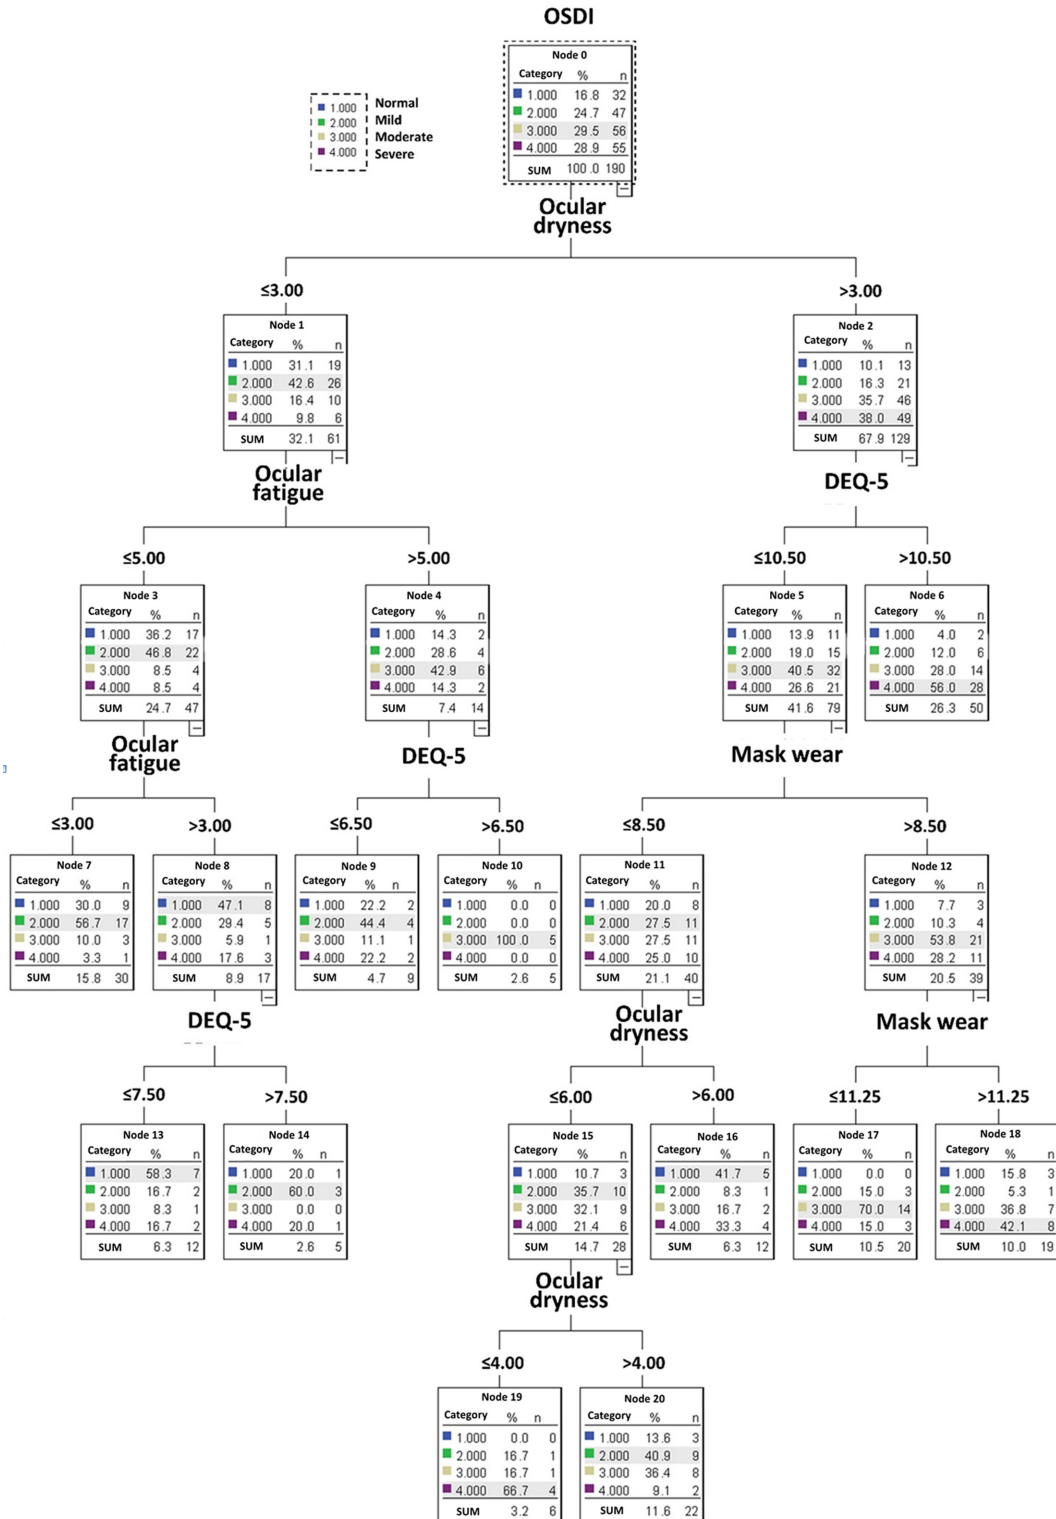 OSDI
Node 0
Category % n
1.000 16.8 32
2.000 24.7 47
3.000 29.5 56
4.000 28.9 55
SUM 100.0 190
1.000 Normal
2.000 Mild
3.000 Moderate
4.000 Severe
Ocular
dryness
≤3.00
>3.00
Node 1
Category % n
1.000 31.1 19
2.000 42.6 26
3.000 16.4 10
4.000 9.8 6
SUM 32.1 61
Node 2
Category % n
1.000 10.1 13
2.000 16.3 21
3.000 35.7 46
4.000 38.0 49
SUM 67.9 129
Ocular
fatigue
DEQ-5
≤5.00
>5.00
≤10.50
>10.50
Node 3
Category % n
1.000 36.2 17
2.000 46.8 22
3.000 8.5 4
4.000 8.5 4
SUM 24.7 47
Node 4
Category % n
1.000 14.3 2
2.000 28.6 4
3.000 42.9 6
4.000 14.3 2
SUM 7.4 14
Node 5
Category % n
1.000 13.9 11
2.000 19.0 15
3.000 40.5 32
4.000 26.6 21
SUM 41.6 79
Node 6
Category % n
1.000 4.0 2
2.000 12.0 6
3.000 28.0 14
4.000 56.0 28
SUM 26.3 50
Ocular
fatigue
DEQ-5
Mask wear
≤3.00
>3.00
≤6.50
>6.50
≤8.50
>8.50
Node 7
Category % n
1.000 30.0 9
2.000 56.7 17
3.000 10.0 3
4.000 3.3 1
SUM 15.8 30
Node 8
Category % n
1.000 47.1 8
2.000 29.4 5
3.000 5.9 1
4.000 17.6 3
SUM 8.9 17
Node 9
Category % n
1.000 22.2 2
2.000 44.4 4
3.000 11.1 1
4.000 22.2 2
SUM 4.7 9
Node 10
Category % n
1.000 0.0 0
2.000 0.0 0
3.000 100.0 5
4.000 0.0 0
SUM 2.6 5
Node 11
Category % n
1.000 20.0 8
2.000 27.5 11
3.000 27.5 11
4.000 25.0 10
SUM 21.1 40
Node 12
Category % n
1.000 7.7 3
2.000 10.3 4
3.000 53.8 21
4.000 28.2 11
SUM 20.5 39
DEQ-5
Ocular
dryness
Mask wear
≤7.50
>7.50
≤6.00
>6.00
≤11.25
>11.25
Node 13
Category % n
1.000 58.3 7
2.000 16.7 2
3.000 8.3 1
4.000 16.7 2
SUM 6.3 12
Node 14
Category % n
1.000 20.0 1
2.000 60.0 3
3.000 0.0 0
4.000 20.0 1
SUM 2.6 5
Node 15
Category % n
1.000 10.7 3
2.000 35.7 10
3.000 32.1 9
4.000 21.4 6
SUM 14.7 28
Node 16
Category % n
1.000 41.7 5
2.000 8.3 1
3.000 16.7 2
4.000 33.3 4
SUM 6.3 12
Node 17
Category % n
1.000 0.0 0
2.000 15.0 3
3.000 70.0 14
4.000 15.0 3
SUM 10.5 20
Node 18
Category % n
1.000 15.8 3
2.000 5.3 1
3.000 36.8 7
4.000 42.1 8
SUM 10.0 19
Ocular
dryness
≤4.00
>4.00
Node 19
Category % n
1.000 0.0 0
2.000 16.7 1
3.000 16.7 1
4.000 66.7 4
SUM 3.2 6
Node 20
Category % n
1.000 13.6 3
2.000 40.9 9
3.000 36.4 8
4.000 9.1 2
SUM 11.6 22